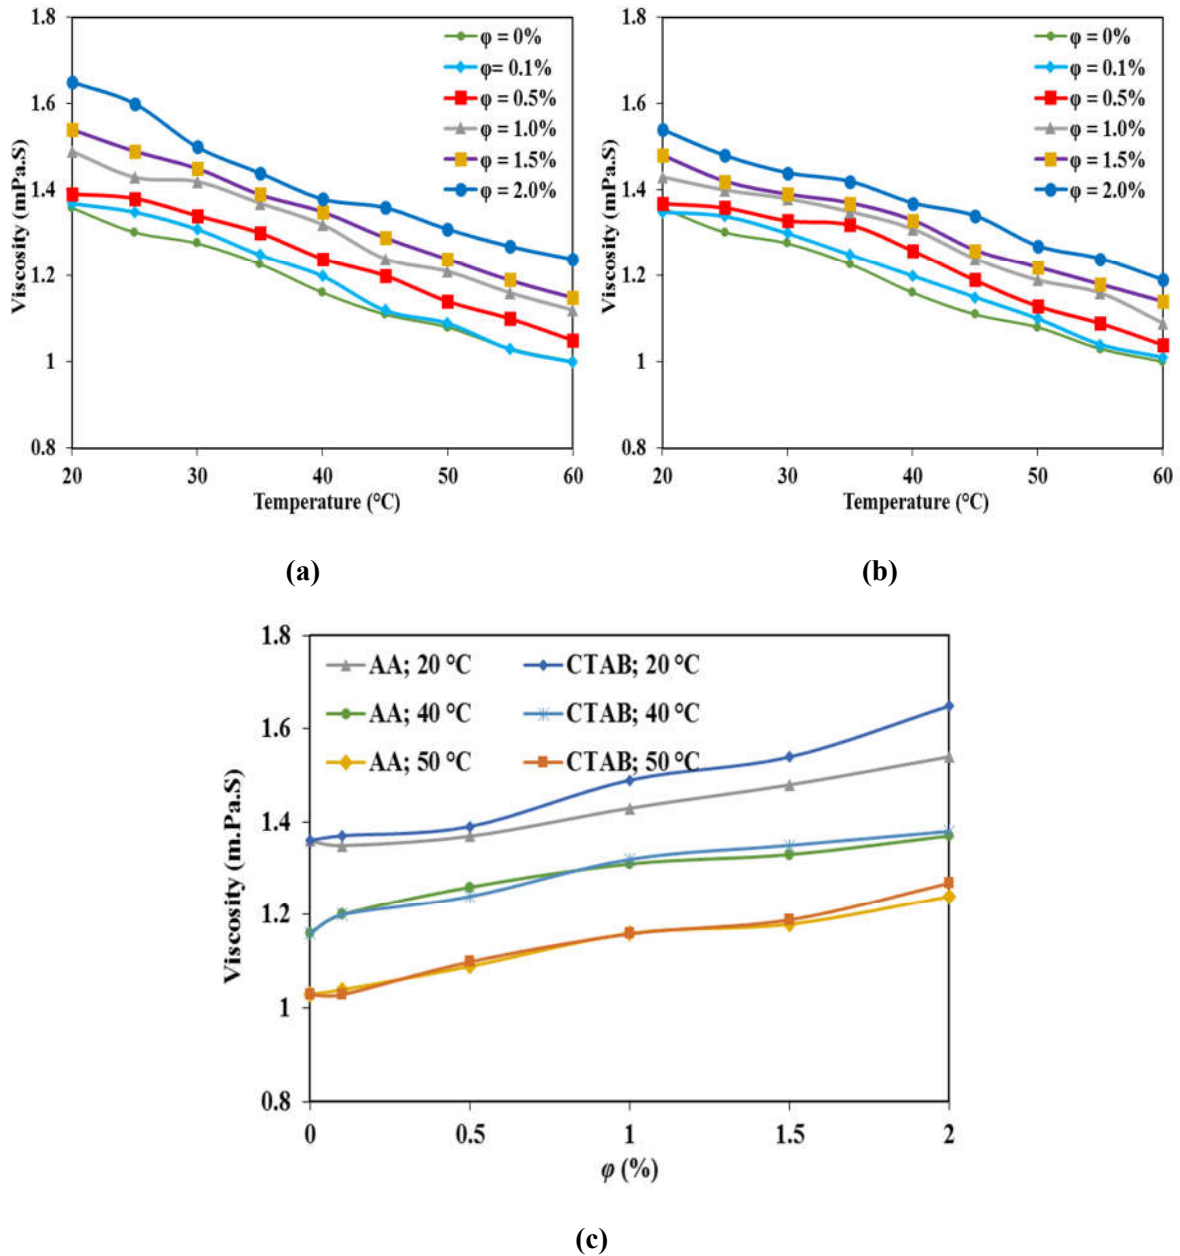 1.8
1.6
1.4
1.2
1
0.8
Viscosity (mPa.S)
φ = 0%
φ= 0.1%
φ = 0.5%
φ = 1.0%
φ = 1.5%
φ = 2.0%
20 30 40 50 60
Temperature (°C)
(a)
1.8
1.6
1.4
1.2
1
0.8
Viscosity (mPa.S)
φ = 0%
φ = 0.1%
φ = 0.5%
φ = 1.0%
φ = 1.5%
φ = 2.0%
20 30 40 50 60
Temperature (°C)
(b)
1.8
1.6
1.4
1.2
1
0.8
Viscosity (m.Pa.S)
AA; 20 °C CTAB; 20 °C
AA; 40 °C CTAB; 40 °C
AA; 50 °C CTAB; 50 °C
0 0.5 1 1.5 2
φ (%)
(c)